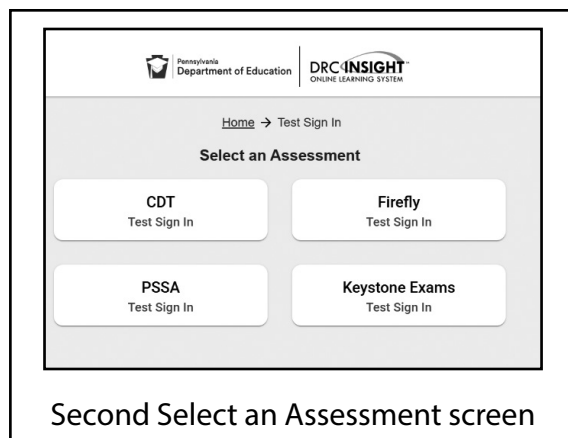 Pennsylvania
Department of Education
DRC INSIGHT
ONLINE LEARNING SYSTEM
Home → Test Sign In
Select an Assessment
CDT
Test Sign In
Firefly
Test Sign In
PSSA
Test Sign In
Keystone Exams
Test Sign In
Second Select an Assessment screen